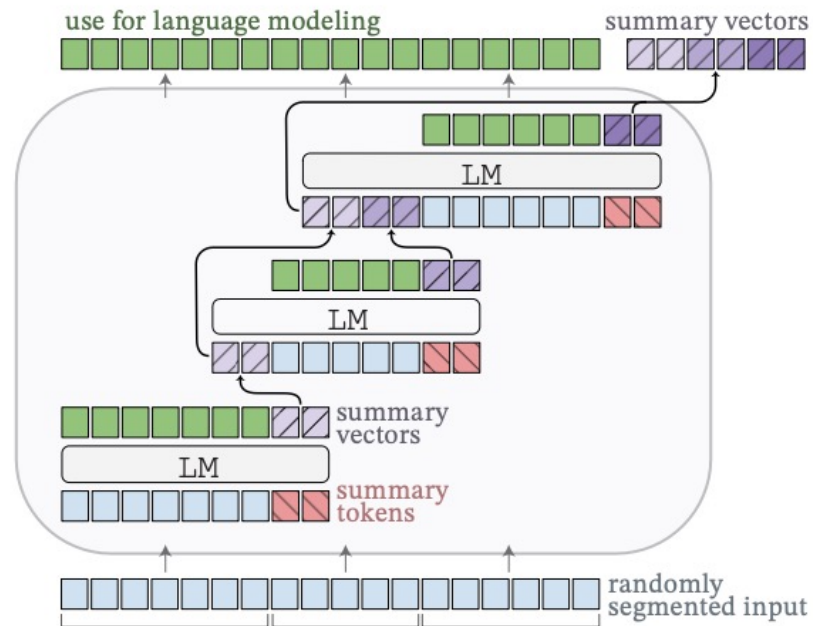 use for language modeling
summary vectors
LM
LM
summary
vectors
LM
summary
tokens
randomly
segmented input